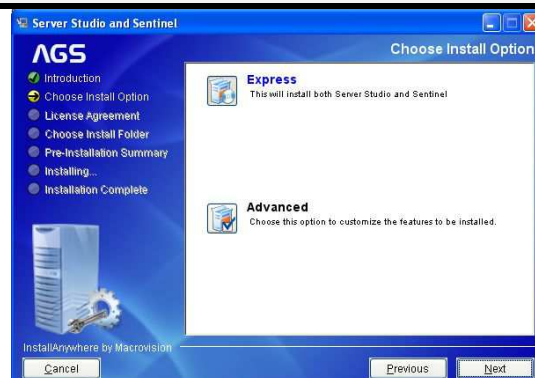 Server Studio and Sentinel
AGS
Choose Install Option
Introduction
Choose Install Option
License Agreement
Choose Install Folder
Pre-Installation Summary
Installing...
Installation Complete
Express
This will install both Server Studio and Sentinel
Advanced
Choose this option to customize the features to be installed.
InstallAnywhere by Macrovision
Cancel
Previous
Next